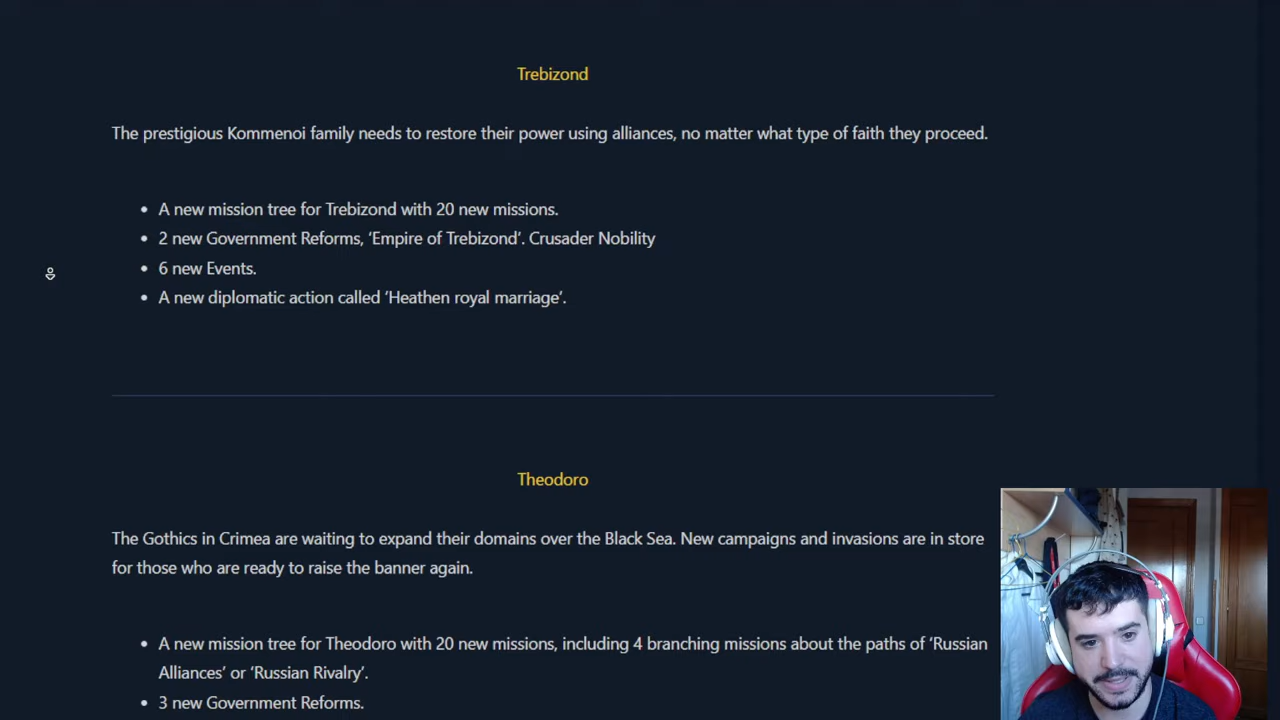 Trebizond
The prestigious Kommenoi family needs to restore their power using alliances, no matter what type of faith they proceed.
• A new mission tree for Trebizond with 20 new missions.
• 2 new Government Reforms, ‘Empire of Trebizond’. Crusader Nobility
• 6 new Events.
• A new diplomatic action called ‘Heathen royal marriage’.
Theodoro
The Gothics in Crimea are waiting to expand their domains over the Black Sea. New campaigns and invasions are in store
for those who are ready to raise the banner again.
• A new mission tree for Theodoro with 20 new missions, including 4 branching missions about the paths of ‘Russian
Alliances’ or ‘Russian Rivalry’.
• 3 new Government Reforms.